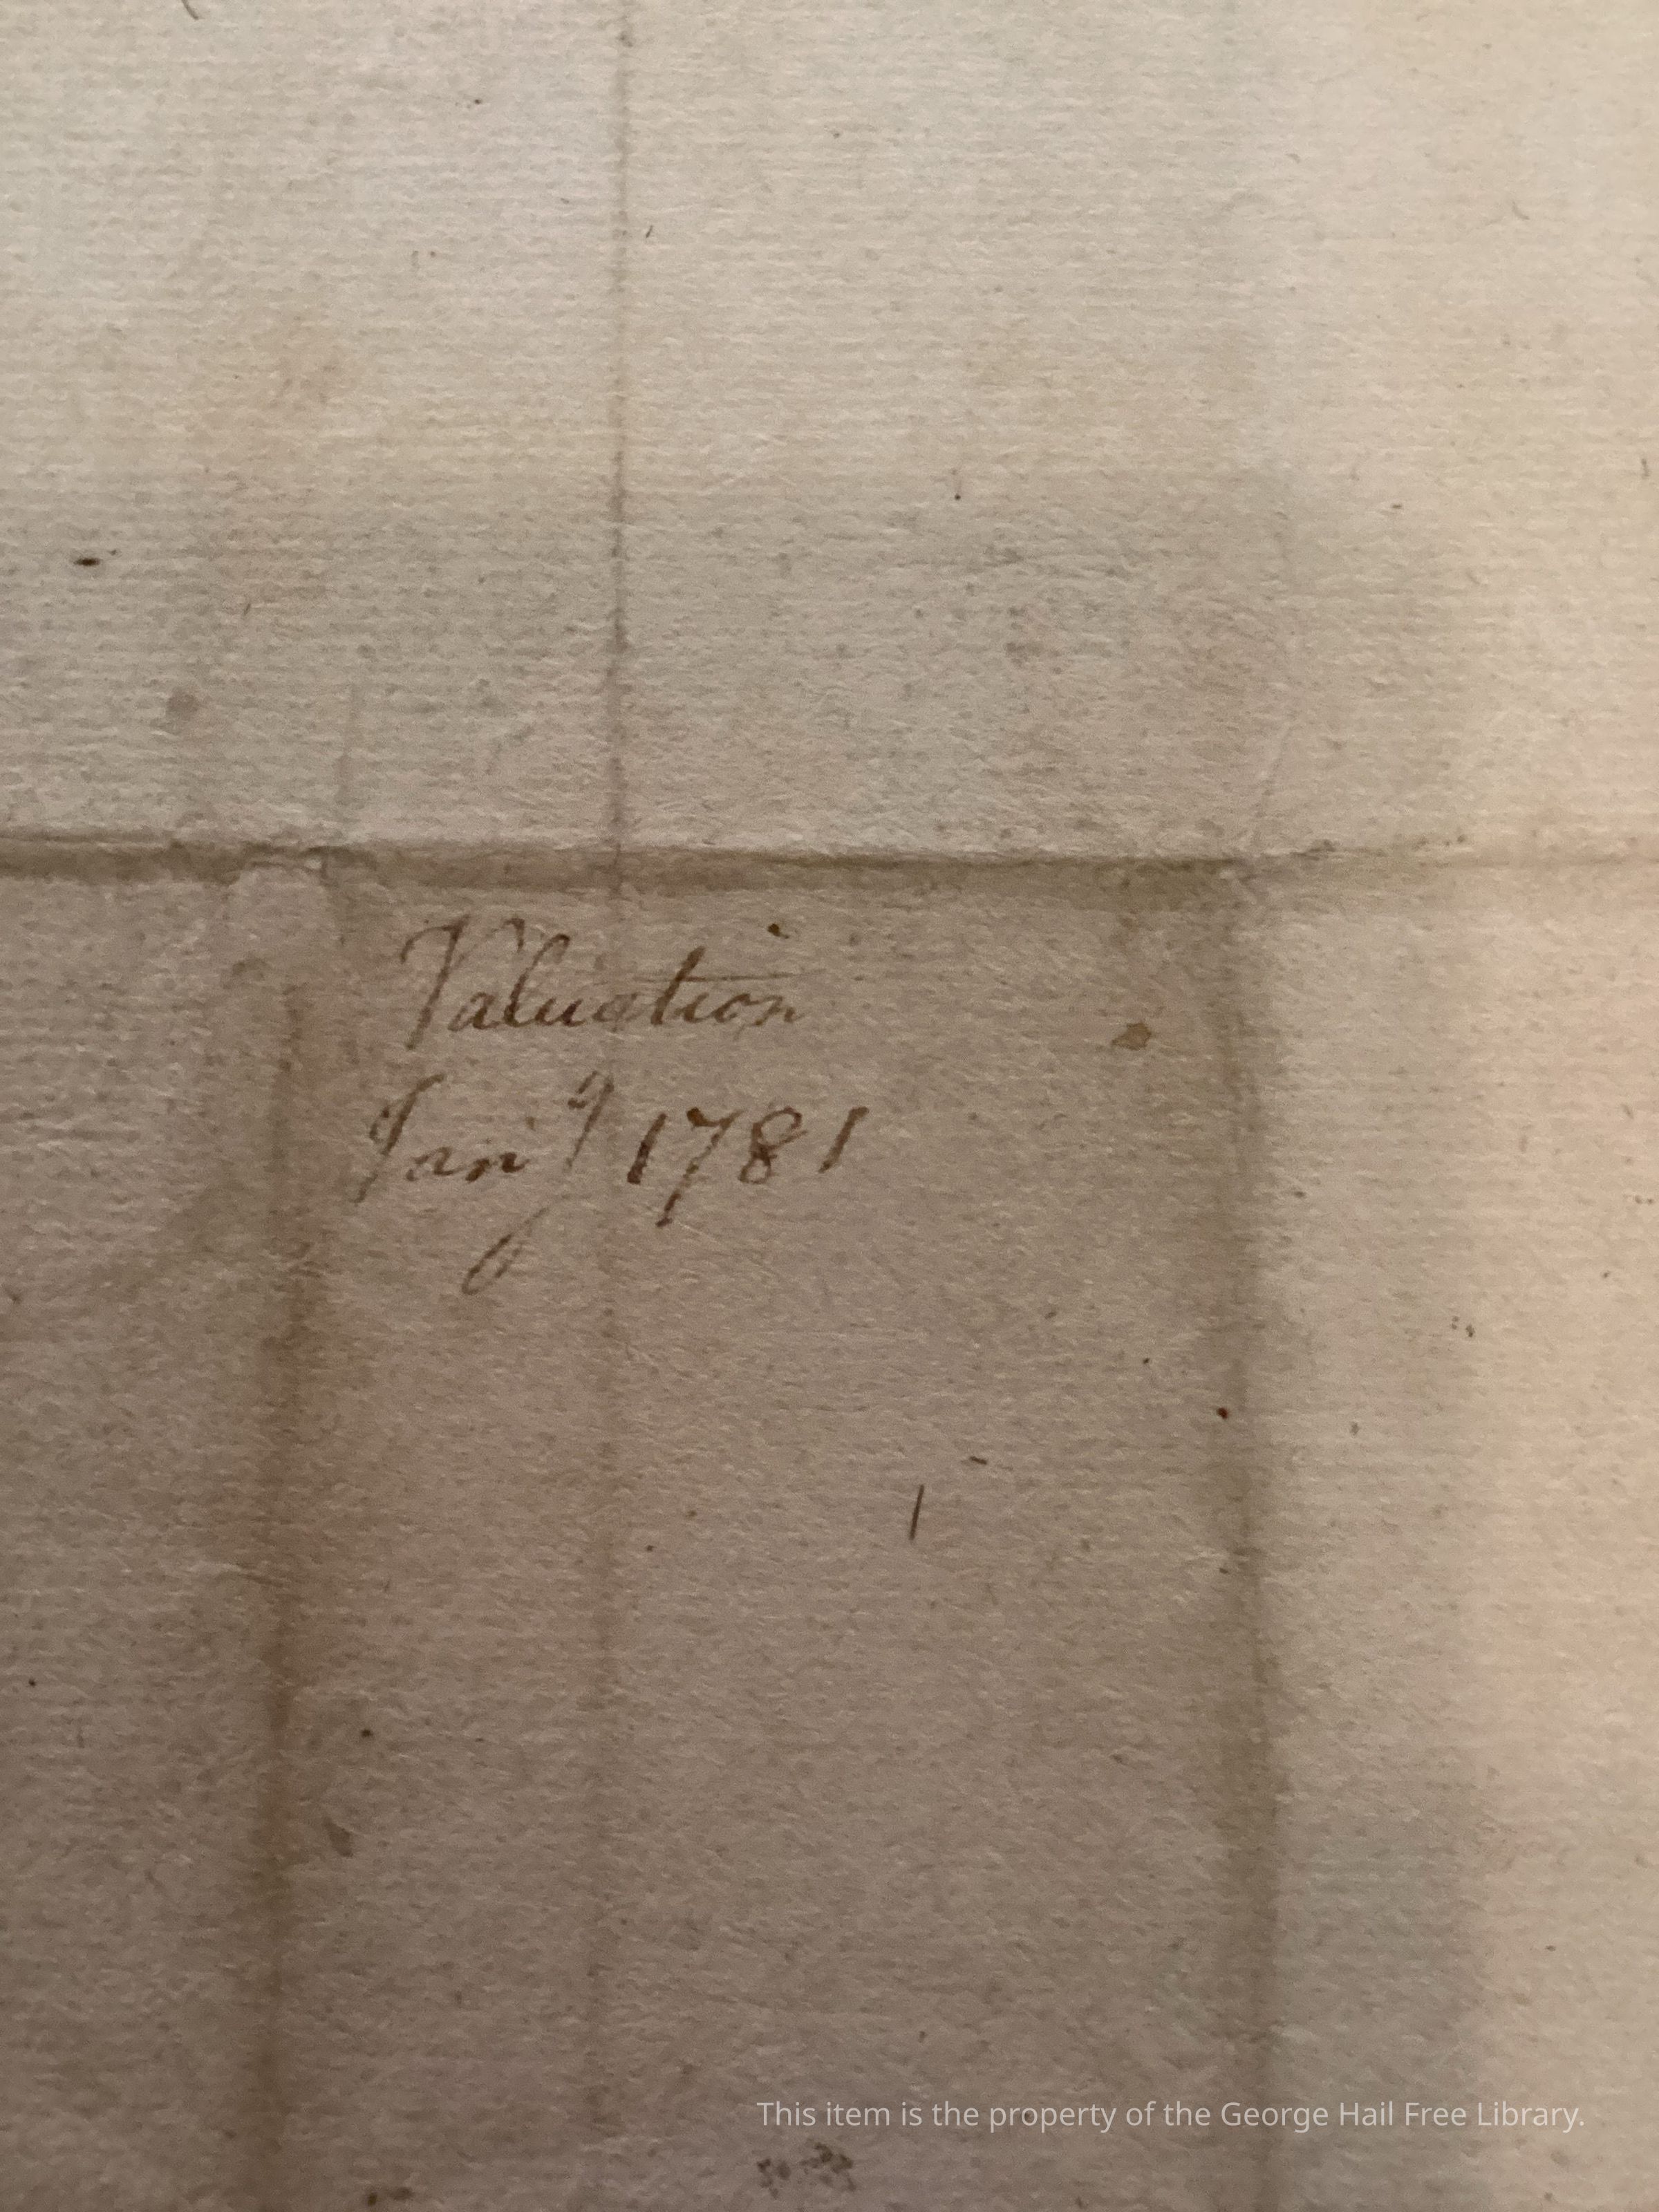 Valuation
Jany 1781
This item is the property of the George Hail Free Library.